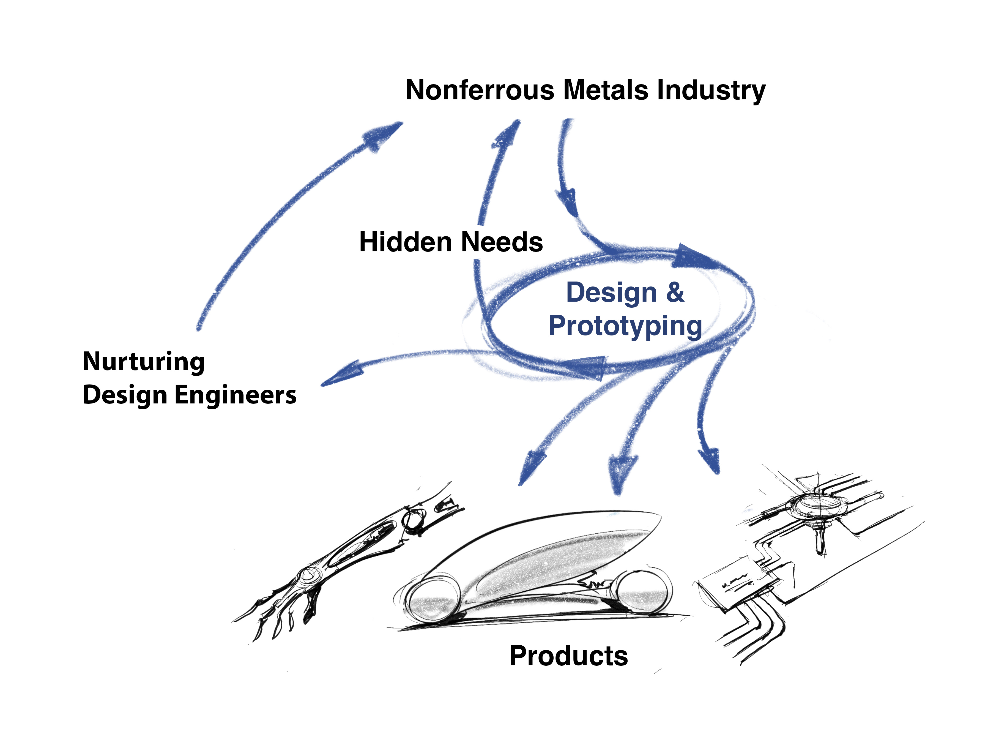 Nonferrous Metals Industry
Hidden Needs
Design &
Prototyping
Nurturing
Design Engineers
Products